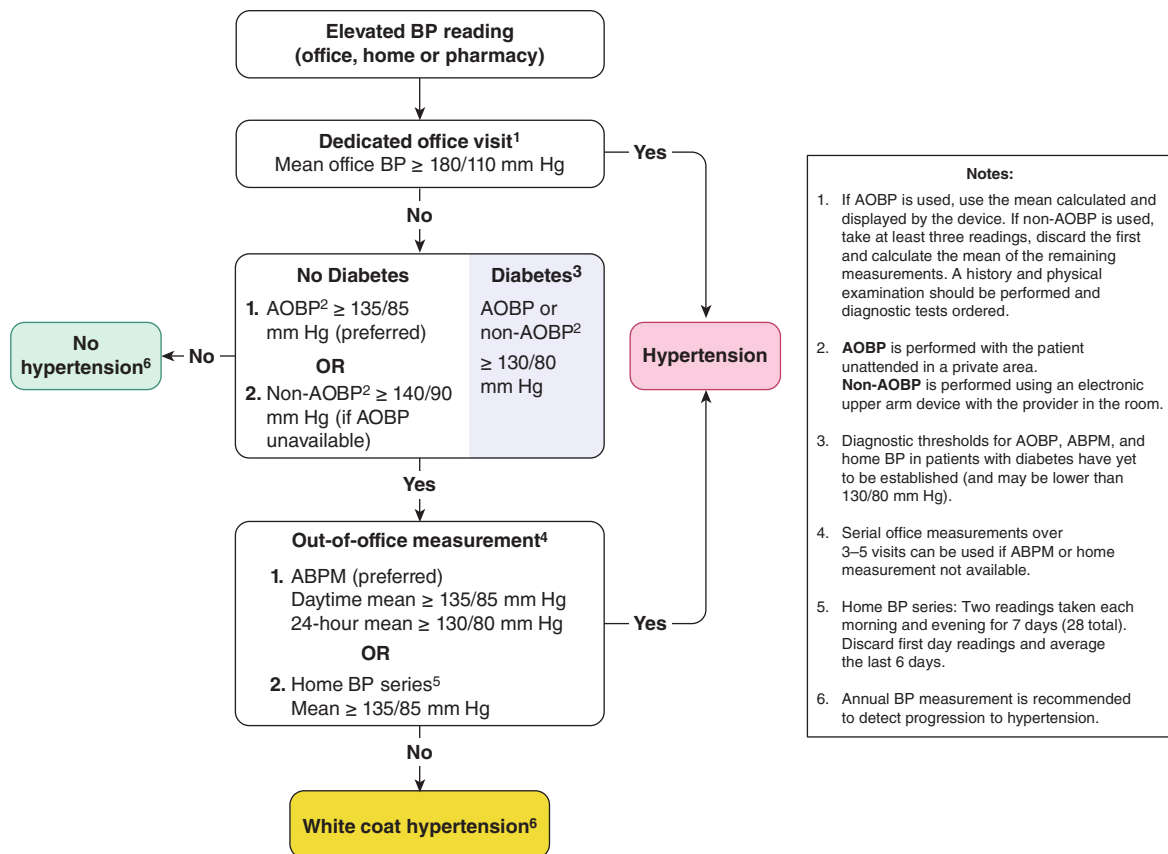 Elevated BP reading
(office, home or pharmacy)
Dedicated office visit¹
Mean office BP ≥ 180/110 mm Hg
Yes
No
No Diabetes
1. AOBP² ≥ 135/85
mm Hg (preferred)
OR
2. Non-AOBP² ≥ 140/90
mm Hg (if AOBP
unavailable)
Diabetes³
AOBP or
non-AOBP²
≥ 130/80
mm Hg
No
No
hypertension⁶
Hypertension
Yes
Out-of-office measurement⁴
1. ABPM (preferred)
Daytime mean ≥ 135/85 mm Hg
24-hour mean ≥ 130/80 mm Hg
OR
2. Home BP series⁵
Mean ≥ 135/85 mm Hg
Yes
No
White coat hypertension⁶
Notes:
1. If AOBP is used, use the mean calculated and
displayed by the device. If non-AOBP is used,
take at least three readings, discard the first
and calculate the mean of the remaining
measurements. A history and physical
examination should be performed and
diagnostic tests ordered.
2. AOBP is performed with the patient
unattended in a private area.
Non-AOBP is performed using an electronic
upper arm device with the provider in the room.
3. Diagnostic thresholds for AOBP, ABPM, and
home BP in patients with diabetes have yet
to be established (and may be lower than
130/80 mm Hg).
4. Serial office measurements over
3–5 visits can be used if ABPM or home
measurement not available.
5. Home BP series: Two readings taken each
morning and evening for 7 days (28 total).
Discard first day readings and average
the last 6 days.
6. Annual BP measurement is recommended
to detect progression to hypertension.